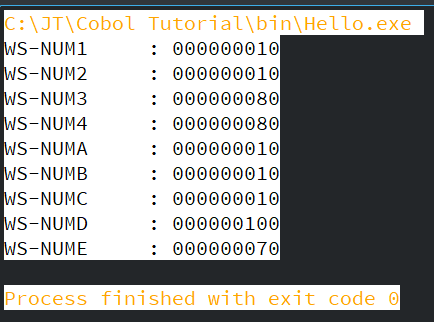 C:\JT\Cobol Tutorial\bin\Hello.exe
WS-NUM1     : 000000010
WS-NUM2     : 000000010
WS-NUM3     : 000000080
WS-NUM4     : 000000080
WS-NUMA     : 000000010
WS-NUMB     : 000000010
WS-NUMC     : 000000010
WS-NUMD     : 000000100
WS-NUME     : 000000070
Process finished with exit code 0